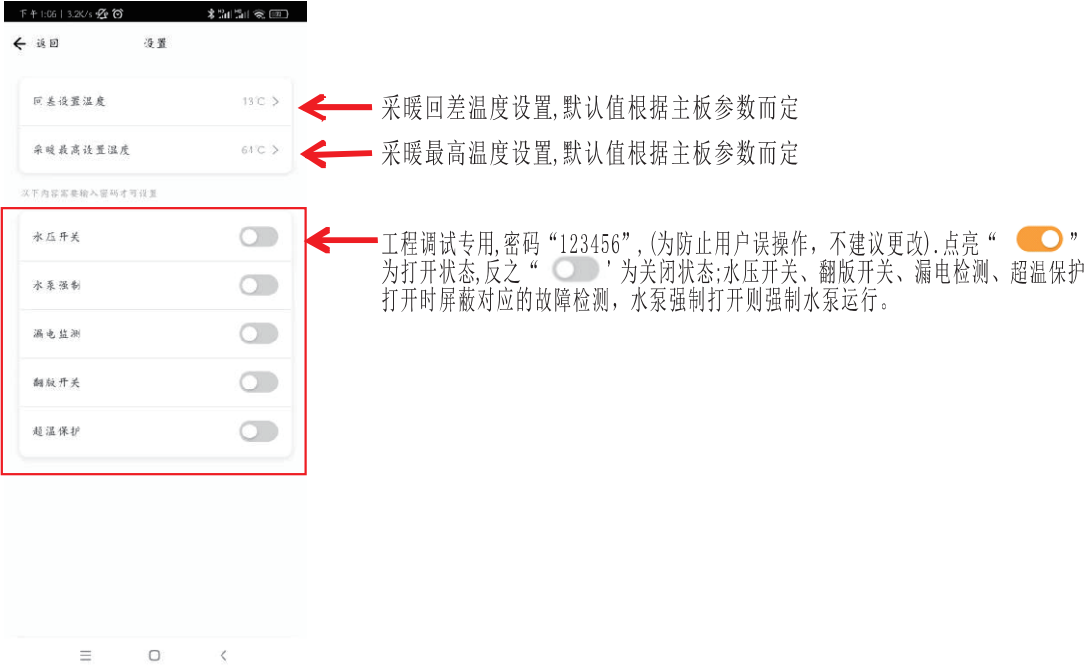 下午1:06 | 3.2K/s
返回
设置
回差设置温度
13℃
采暖回差温度设置,默认值根据主板参数而定
采暖最高设置温度
64℃
采暖最高温度设置,默认值根据主板参数而定
以下内容需要输入密码才可设置
水压开关
工程调试专用,密码“123456”,(为防止用户误操作，不建议更改).点亮“ ”
为打开状态,反之“ '为关闭状态;水压开关、翻版开关、漏电检测、超温保护
打开时屏蔽对应的故障检测，水泵强制打开则强制水泵运行。
水泵强制
漏电监测
翻版开关
超温保护